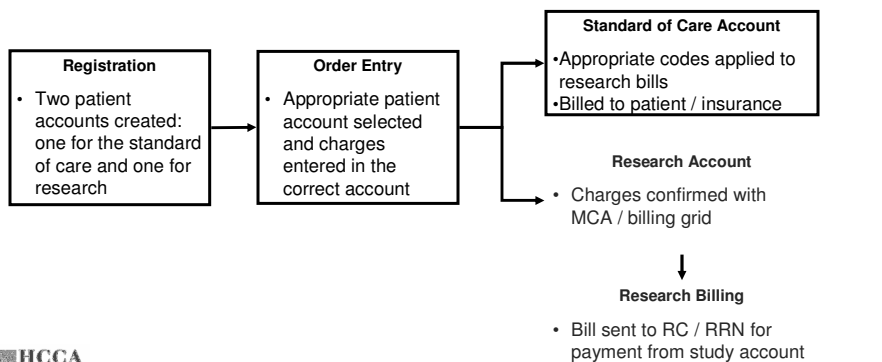 Registration
• Two patient
accounts created:
one for the standard
of care and one for
research
Order Entry
• Appropriate patient
account selected
and charges
entered in the
correct account
Standard of Care Account
•Appropriate codes applied to
research bills
•Billed to patient / insurance
Research Account
• Charges confirmed with
MCA / billing grid
Research Billing
• Bill sent to RC / RRN for
payment from study account
HCCA